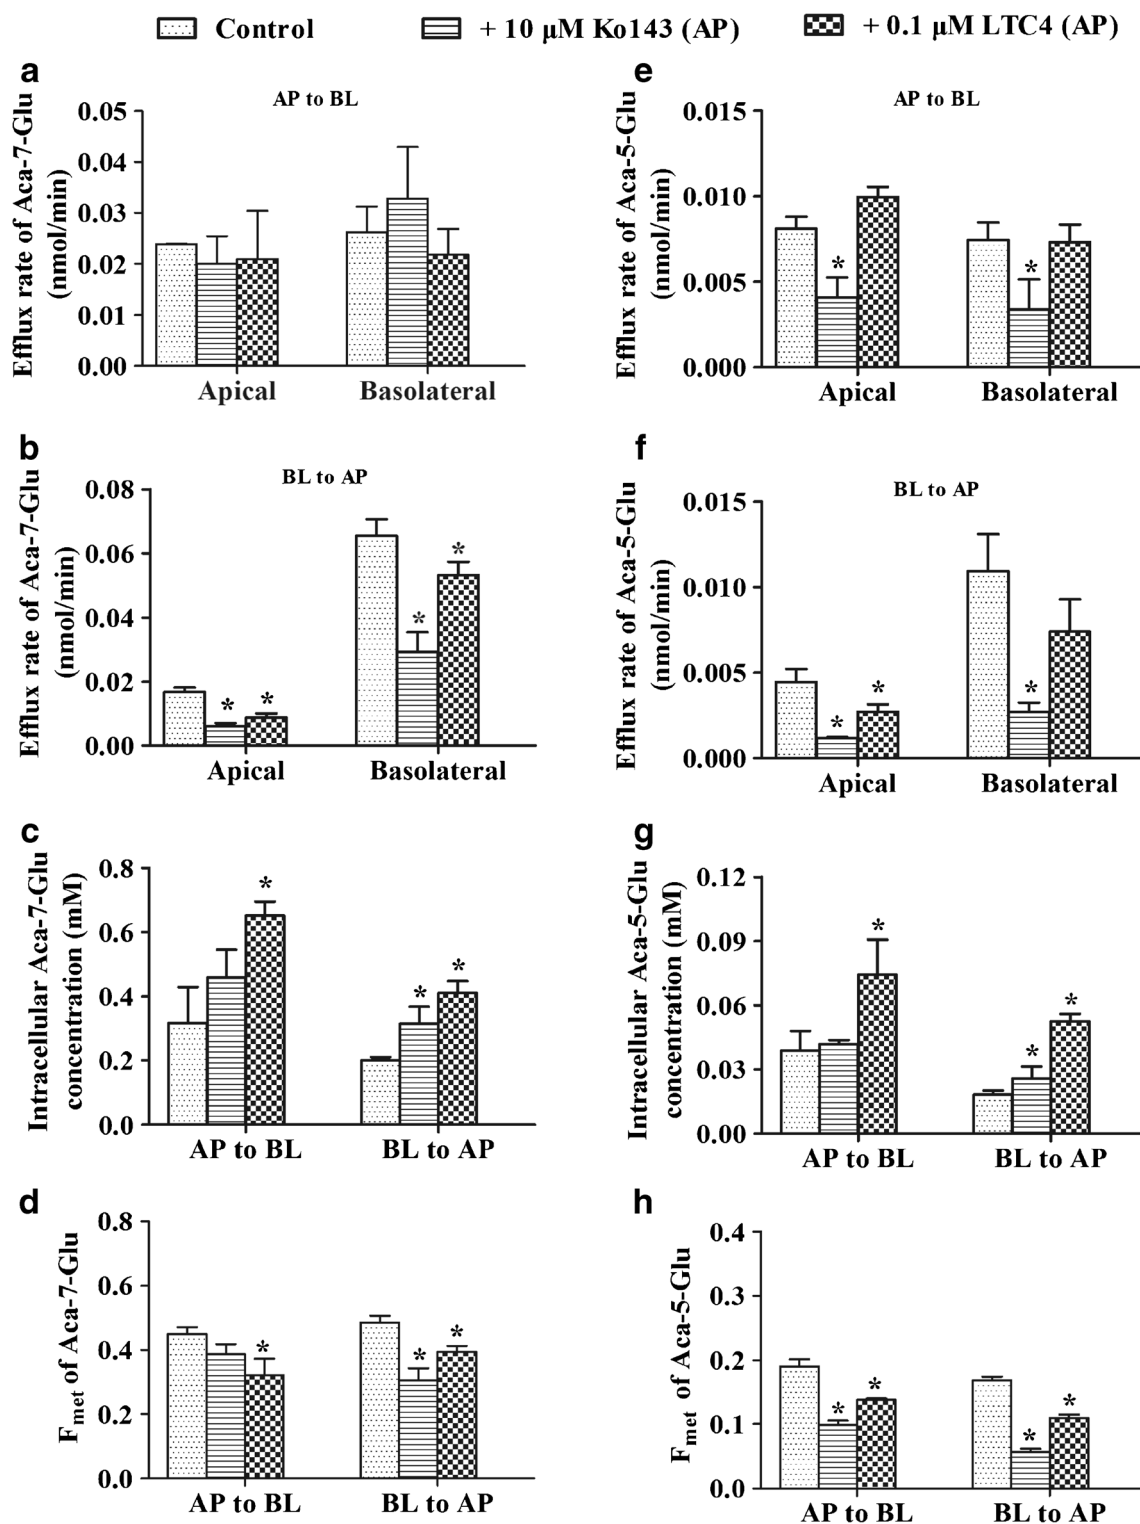 Control
+ 10 µM Ko143 (AP)
+ 0.1 µM LTC4 (AP)
a
AP to BL
Efflux rate of Aca-7-Glu
(nmol/min)
0.05
0.04
0.03
0.02
0.01
0.00
Apical
Basolateral
e
AP to BL
Efflux rate of Aca-5-Glu
(nmol/min)
0.015
0.010
0.005
0.000
*
*
Apical
Basolateral
b
BL to AP
Efflux rate of Aca-7-Glu
(nmol/min)
0.08
0.06
0.04
0.02
0.00
*
*
*
*
Apical
Basolateral
f
BL to AP
Efflux rate of Aca-5-Glu
(nmol/min)
0.015
0.010
0.005
0.000
*
*
*
Apical
Basolateral
c
Intracellular Aca-7-Glu
concentration (mM)
0.8
0.6
0.4
0.2
0.0
*
*
*
AP to BL
BL to AP
g
Intracellular Aca-5-Glu
concentration (mM)
0.12
0.09
0.06
0.03
0.00
*
*
*
AP to BL
BL to AP
d
Fmet of Aca-7-Glu
0.8
0.6
0.4
0.2
0.0
*
*
*
AP to BL
BL to AP
h
Fmet of Aca-5-Glu
0.4
0.3
0.2
0.1
0.0
*
*
*
*
AP to BL
BL to AP